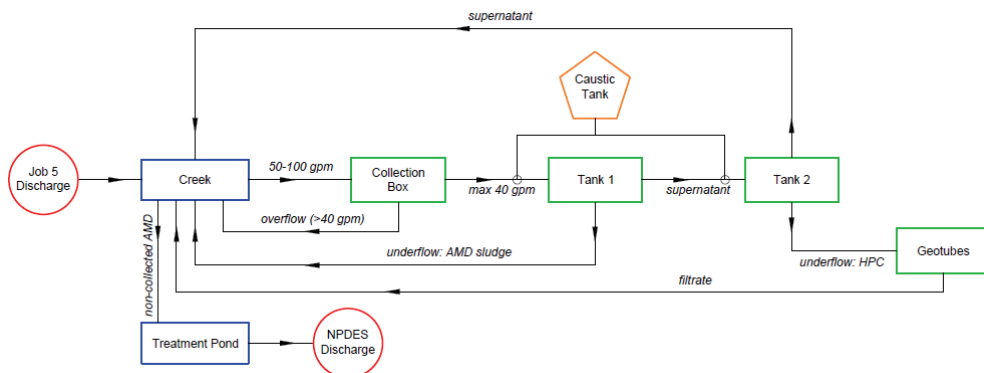 supernatant
Caustic
Tank
Job 5
Discharge
Creek
50-100 gpm
Collection
Box
max 40 gpm
Tank 1
supernatant
Tank 2
overflow (>40 gpm)
underflow: AMD sludge
underflow: HPC
Geotubes
filtrate
non-collected AMD
Treatment Pond
NPDES
Discharge